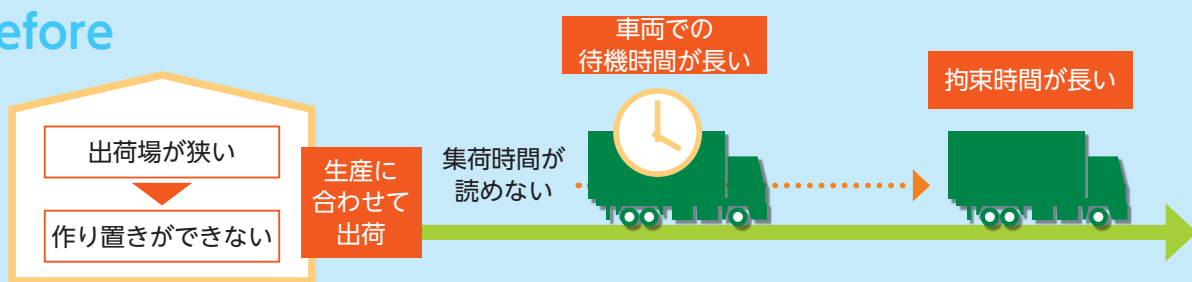 efore
出荷場が狭い
作り置きができない
生産に
合わせて
出荷
集荷時間が
読めない
車両での
待機時間が長い
拘束時間が長い